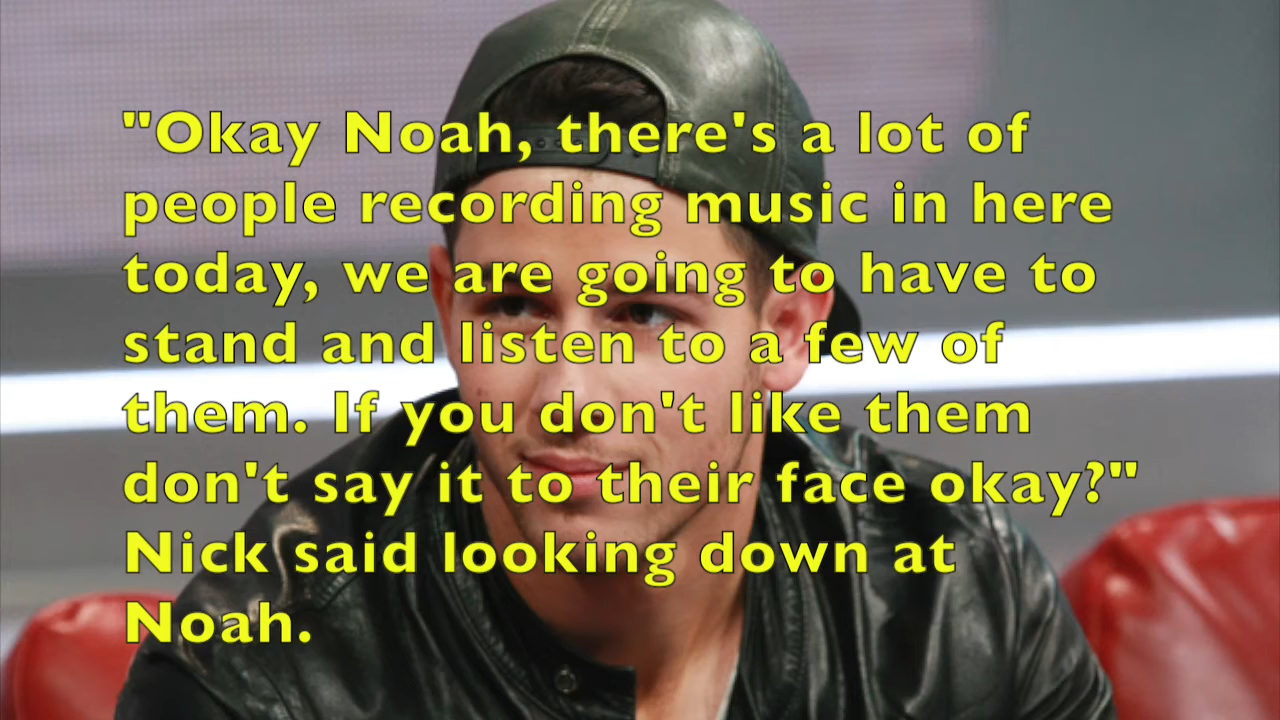 "Okay Noah, there's a lot of
people recording music in here
today, we are going to have to
stand and listen to a few of
them. If you don't like them
don't say it to their face okay?"
Nick said looking down at
Noah.